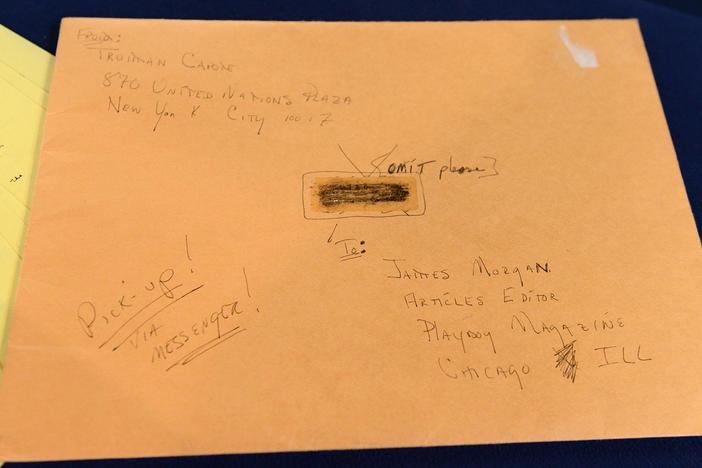 From:
Truman Capote
870 United Nations Plaza
New York City 10017
[OMIT please]
To:
James Morgan
Articles Editor
Playboy Magazine
Chicago ILL
Pick-up!
VIA
MESSENGER!